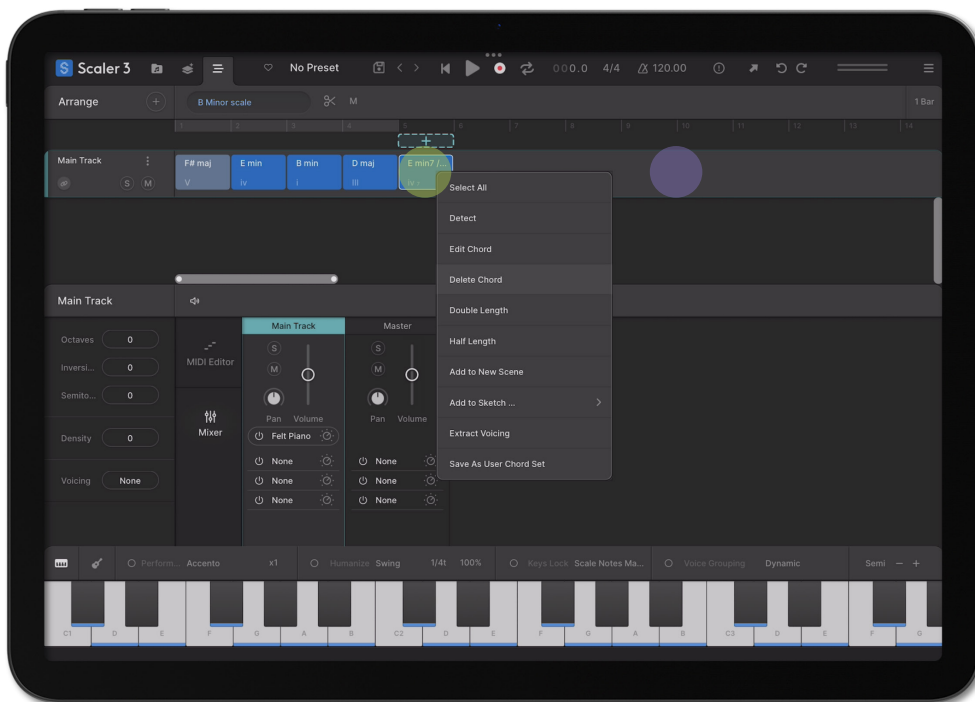 S Scaler 3 No Preset 000.0 4/4 120.00
Arrange B Minor scale M 1 Bar
1 2 3 4 5 6 7 8 9 10 11 12 13 14
Main Track F# maj E min B min D maj E min7 /...
S M V iv i III
Select All
Detect
Edit Chord
Delete Chord
Double Length
Half Length
Add to New Scene
Add to Sketch ...
Extract Voicing
Save As User Chord Set
Main Track
Octaves 0
Inversi... 0
Semito... 0
Density 0
Voicing None
MIDI Editor
Mixer
Main Track Master
S S
M M
Pan Volume Pan Volume
Felt Piano
None None
None None
None None
Perform... Accento x1 Humanize Swing 1/4t 100% Keys Lock Scale Notes Ma... Voice Grouping Dynamic Semi − +
C1 D E F G A B C2 D E F G A B C3 D E F G